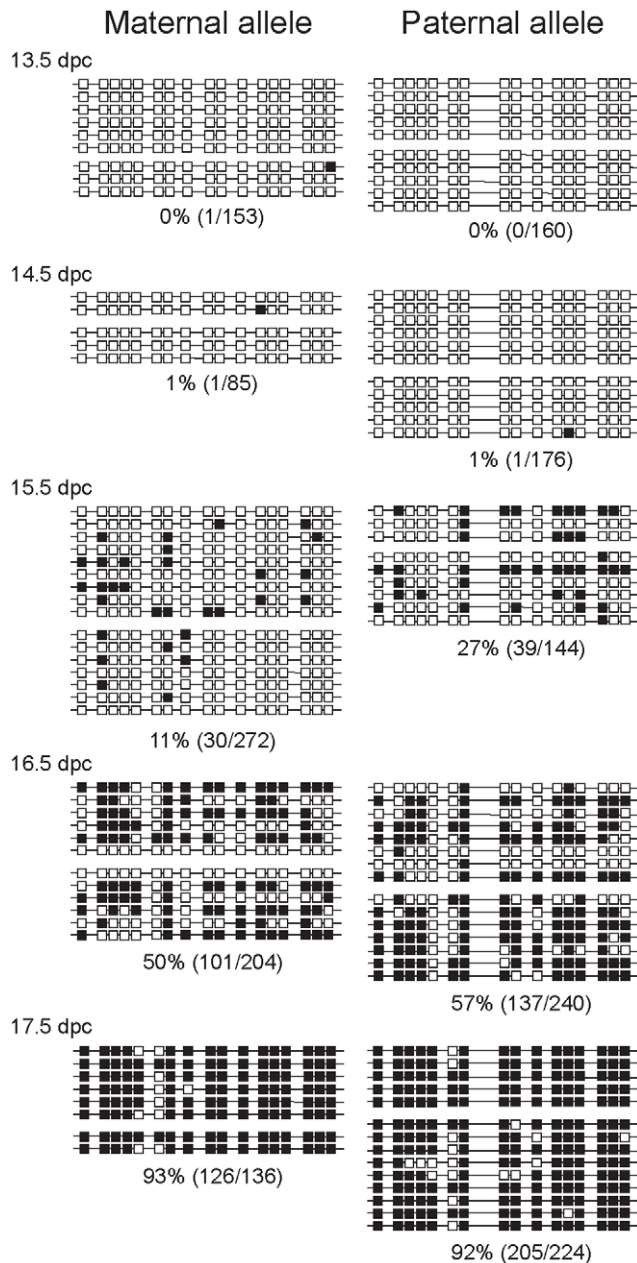 Maternal allele Paternal allele
13.5 dpc
0% (1/153)
0% (0/160)
14.5 dpc
1% (1/85)
1% (1/176)
15.5 dpc
11% (30/272)
27% (39/144)
16.5 dpc
50% (101/204)
57% (137/240)
17.5 dpc
93% (126/136)
92% (205/224)